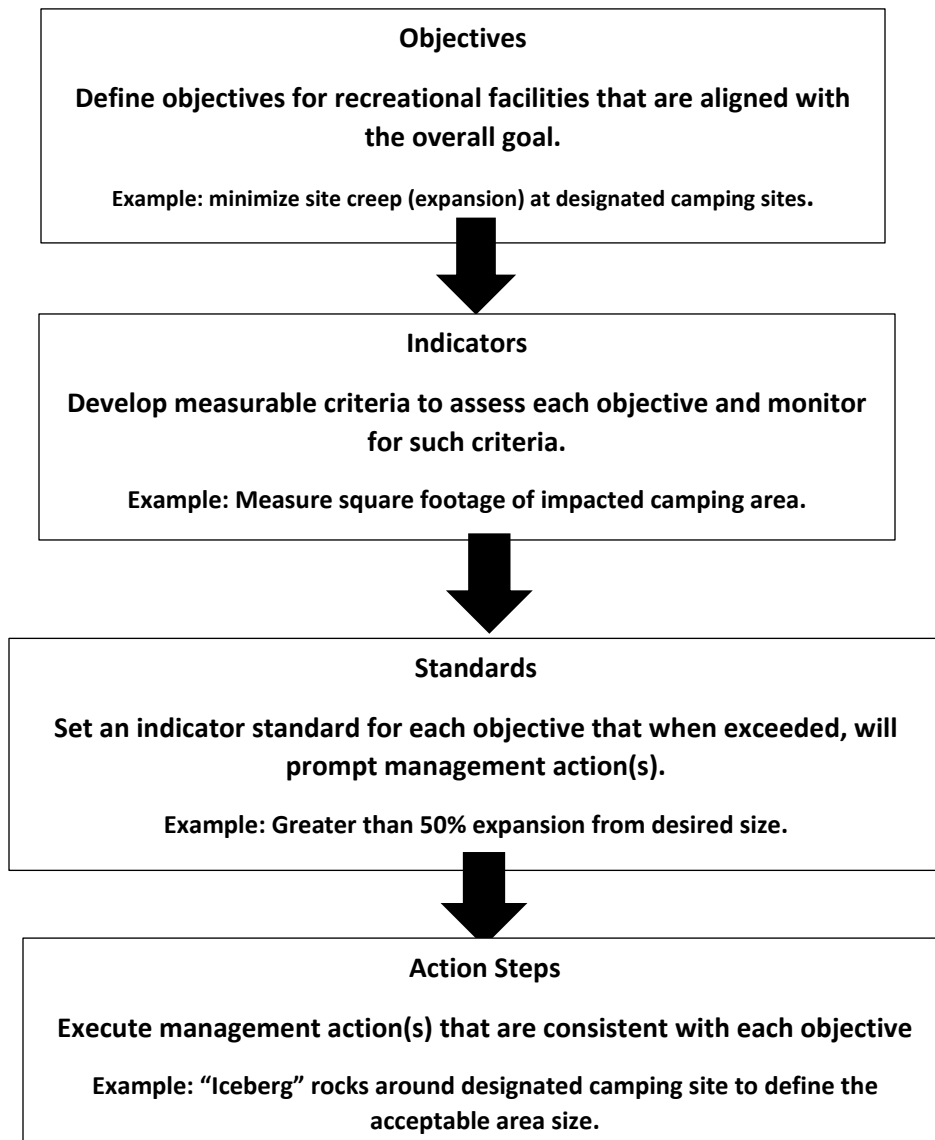 Objectives
Define objectives for recreational facilities that are aligned with
the overall goal.
Example: minimize site creep (expansion) at designated camping sites.
Indicators
Develop measurable criteria to assess each objective and monitor
for such criteria.
Example: Measure square footage of impacted camping area.
Standards
Set an indicator standard for each objective that when exceeded, will
prompt management action(s).
Example: Greater than 50% expansion from desired size.
Action Steps
Execute management action(s) that are consistent with each objective
Example: “Iceberg” rocks around designated camping site to define the
acceptable area size.